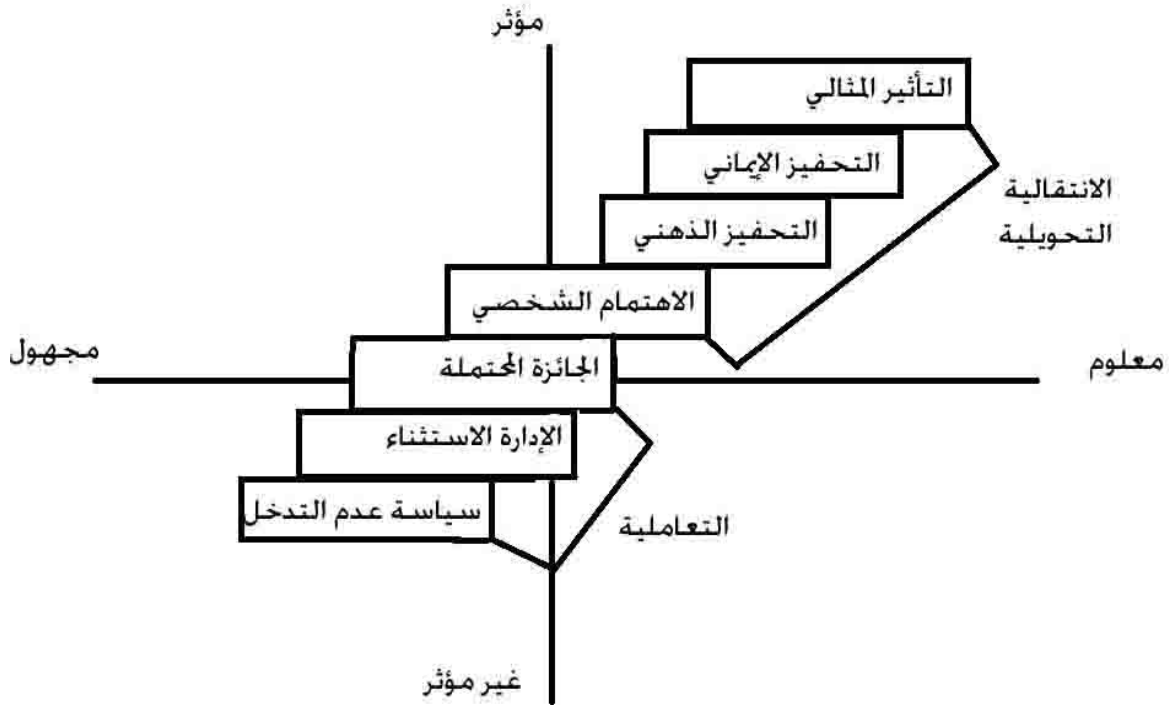 مؤثر
التأثير المثالي
التحفيز الإيماني
الانتقالية
التحويلية
التحفيز الذهني
الاهتمام الشخصي
معلوم
مجهول
الجائزة المحتملة
الإدارة الاستثناء
سياسة عدم التدخل
التعاملية
غير مؤثر